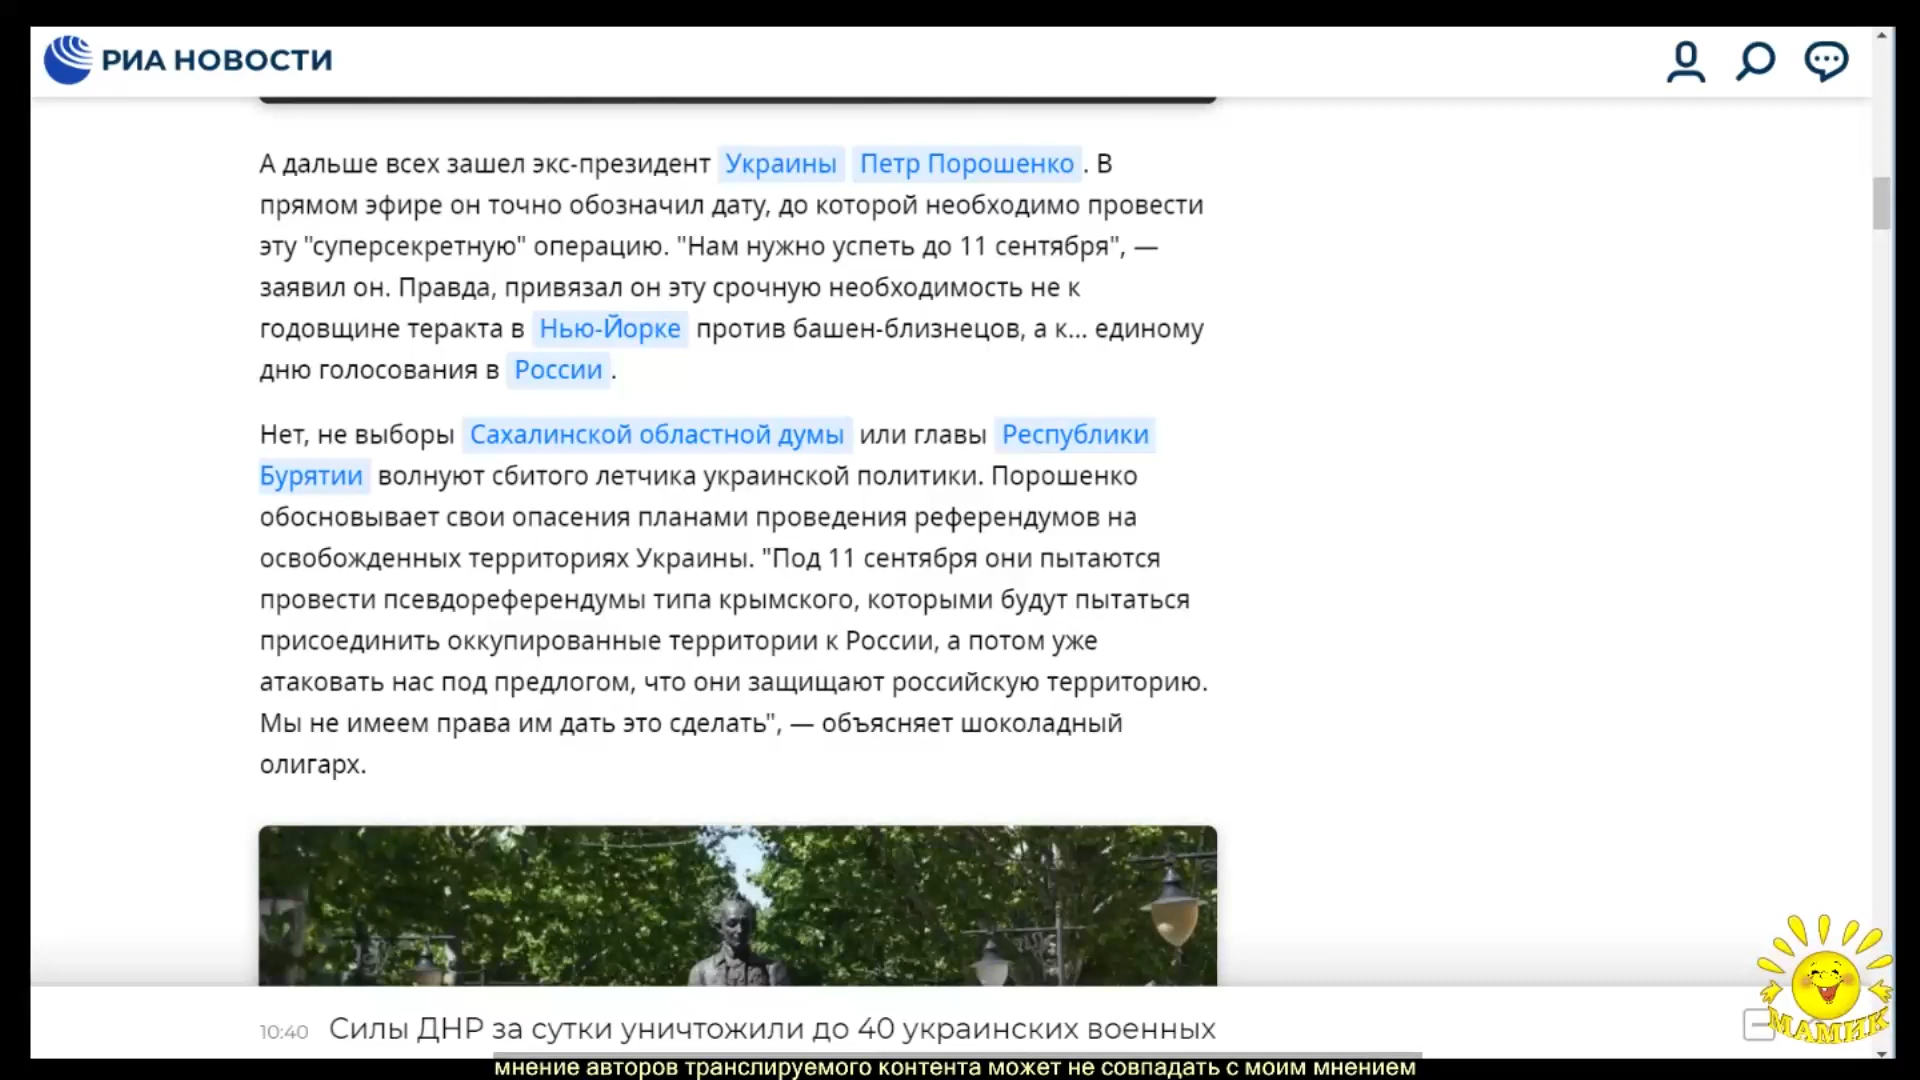 РИА НОВОСТИ
А дальше всех зашел экс-президент Украины Петр Порошенко. В
прямом эфире он точно обозначил дату, до которой необходимо провести
эту "суперсекретную" операцию. "Нам нужно успеть до 11 сентября", —
заявил он. Правда, привязал он эту срочную необходимость не к
годовщине теракта в Нью-Йорке против башен-близнецов, а к... единому
дню голосования в России.
Нет, не выборы Сахалинской областной думы или главы Республики
Бурятии волнуют сбитого летчика украинской политики. Порошенко
обосновывает свои опасения планами проведения референдумов на
освобожденных территориях Украины. "Под 11 сентября они пытаются
провести псевдореферендумы типа крымского, которыми будут пытаться
присоединить оккупированные территории к России, а потом уже
атаковать нас под предлогом, что они защищают российскую территорию.
Мы не имеем права им дать это сделать", — объясняет шоколадный
олигарх.
10:40 Силы ДНР за сутки уничтожили до 40 украинских военных
МАМИК
мнение авторов транслируемого контента может не совпадать с моим мнением